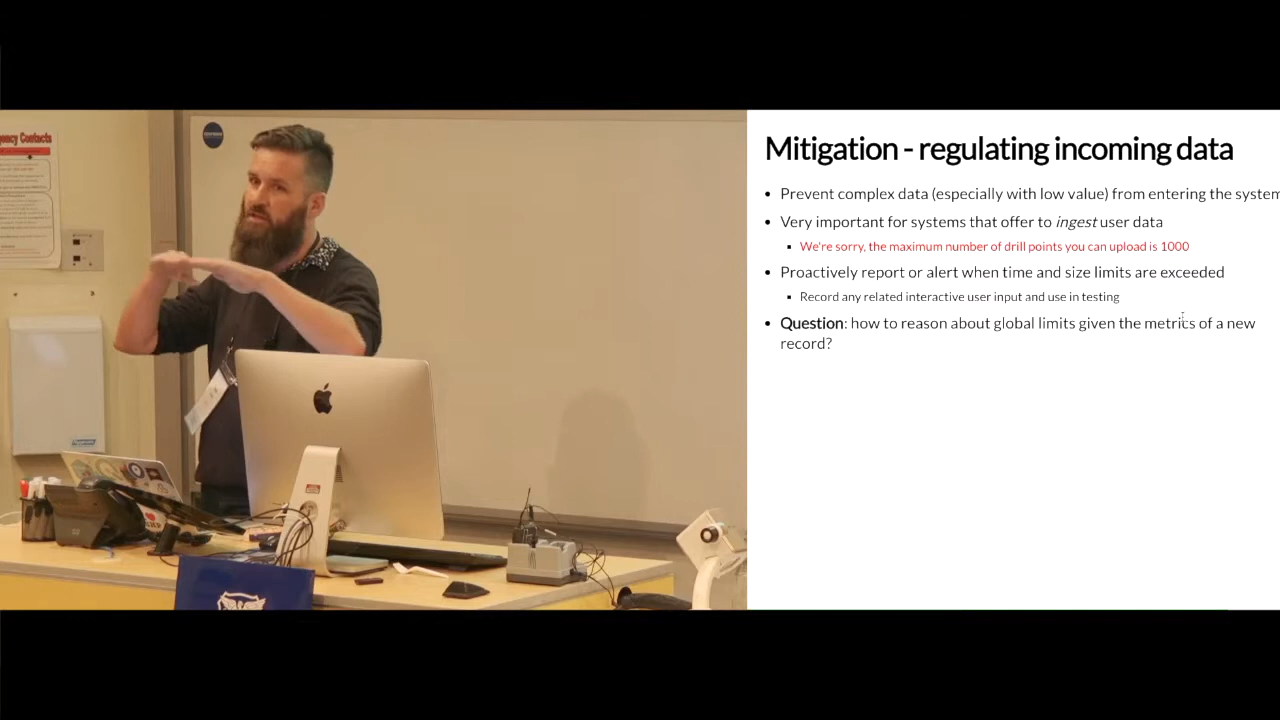 ency Contacts
Mitigation - regulating incoming data
Prevent complex data (especially with low value) from entering the system
Very important for systems that offer to ingest user data
We're sorry, the maximum number of drill points you can upload is 1000
Proactively report or alert when time and size limits are exceeded
Record any related interactive user input and use in testing
Question: how to reason about global limits given the metrics of a new
record?